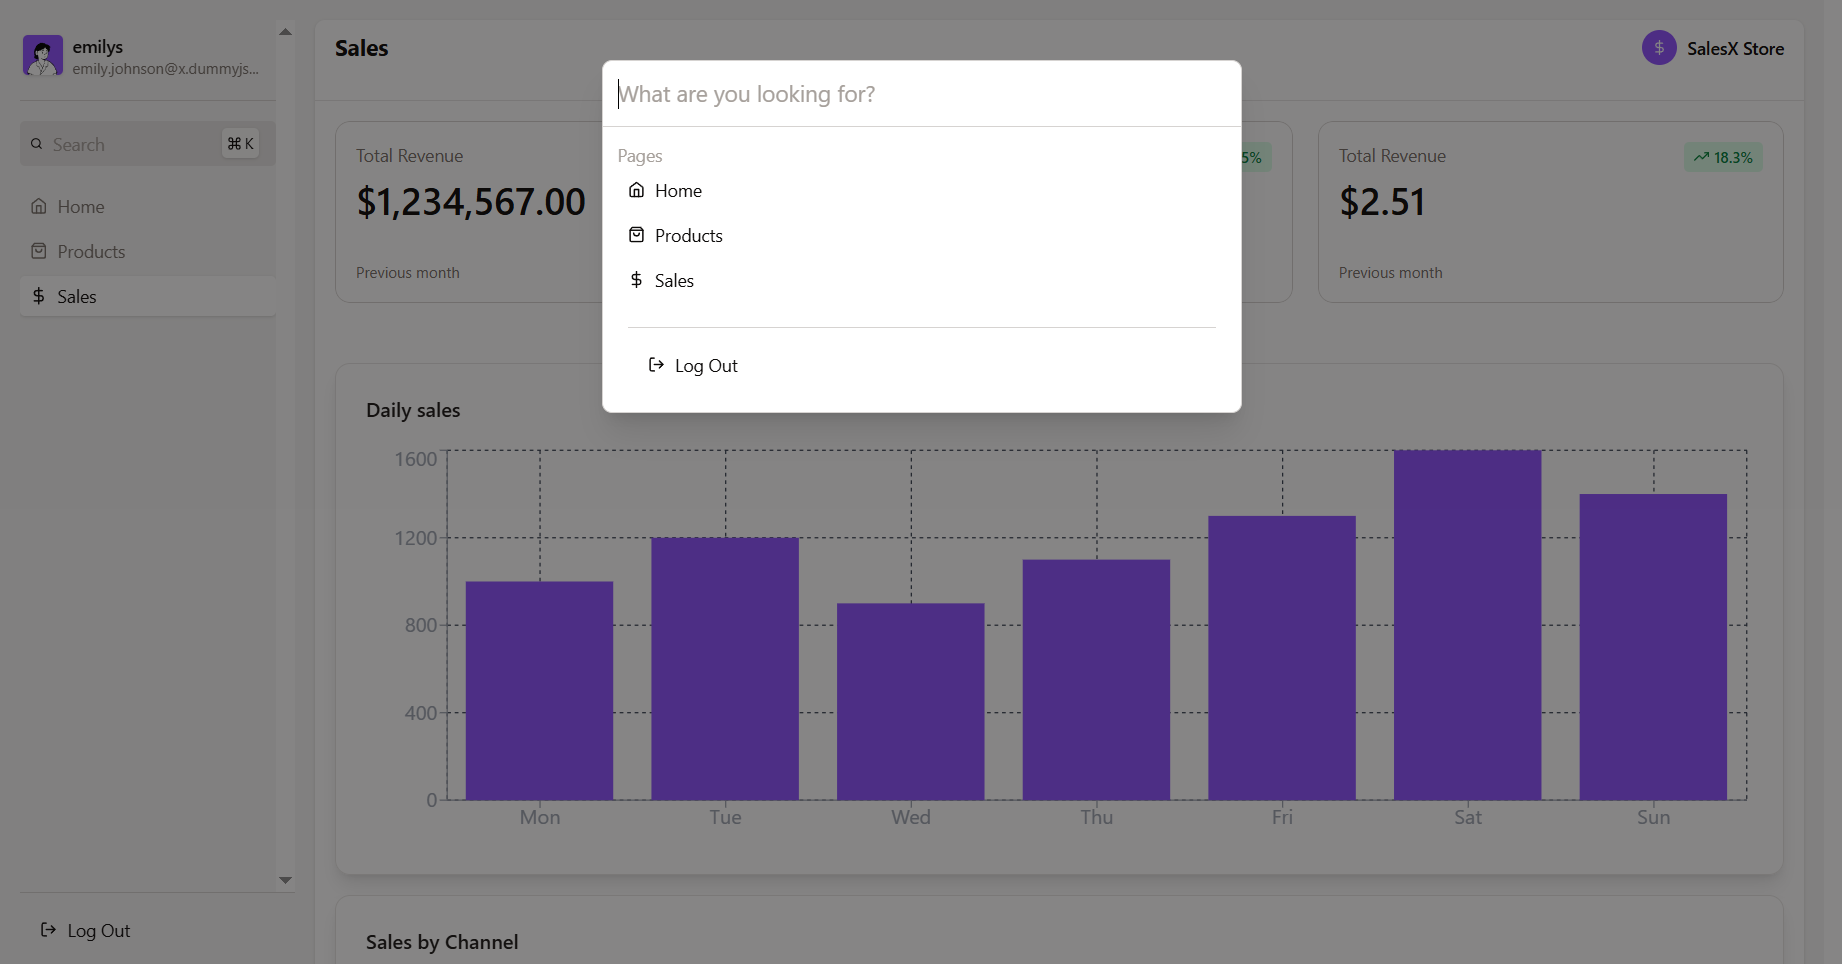 emilys
emily.johnson@x.dummyjs...
Search
⌘ K
Home
Products
Sales
Log Out
Sales
$
SalesX Store
What are you looking for?
Pages
Home
Products
Sales
Log Out
Total Revenue
$1,234,567.00
Previous month
5%
Total Revenue
18.3%
$2.51
Previous month
Daily sales
1600
1200
800
400
0
Mon Tue Wed Thu Fri Sat Sun
Sales by Channel